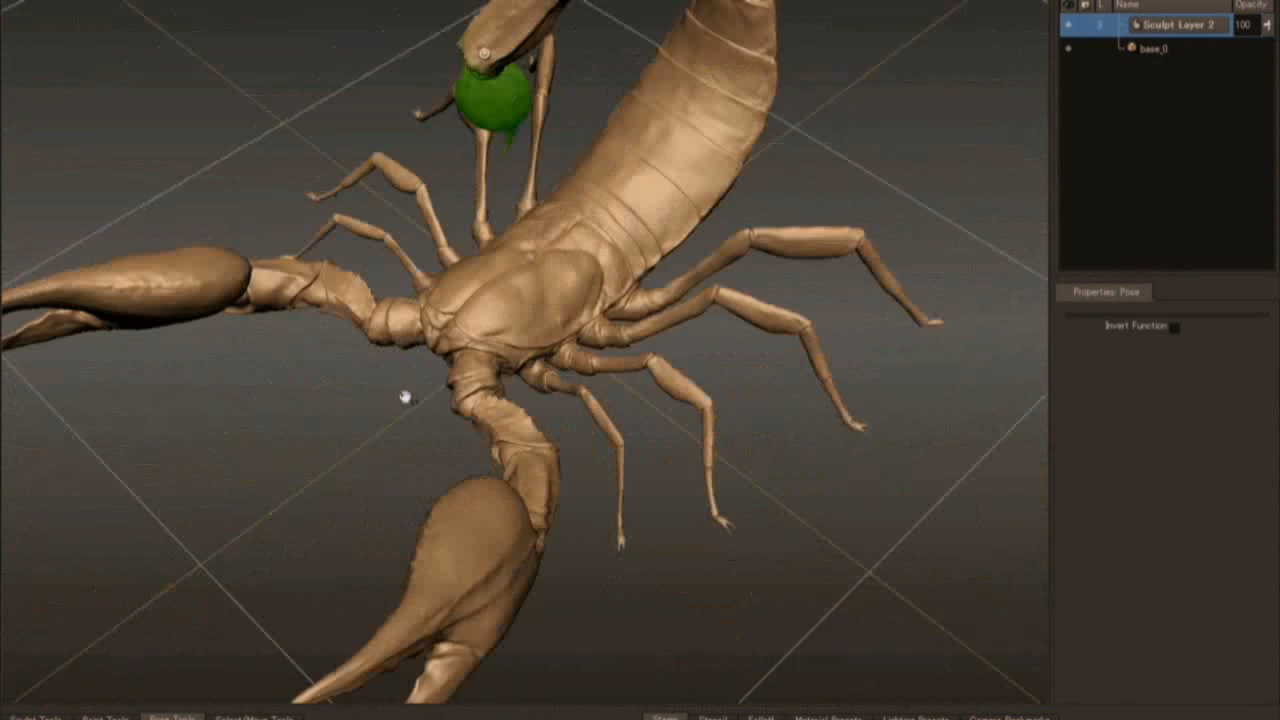 L Name Opacity
3 Sculpt Layer 2 100
base_0
Properties: Pose
Invert Function
Sculpt Tools Paint Tools Pose Tools Select/Move Tools Stamp Stencil Falloff Material Presets Lighting Presets Camera Bookmarks